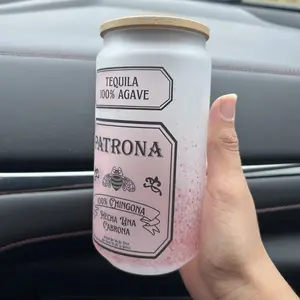 TEQUILA
100% AGAVE
PATRONA
100% CHINGONA
HECHA UNA
CABRONA